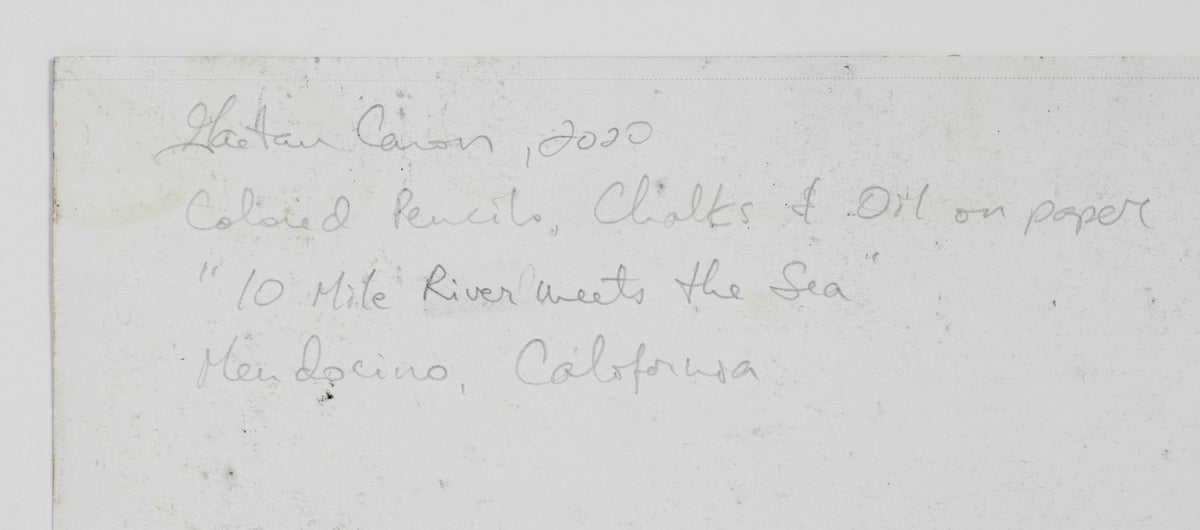 Gaetan Caron, 2020
Colored Pencils, Chalks & Oil on paper
"10 Mile River meets the Sea"
Mendocino, California